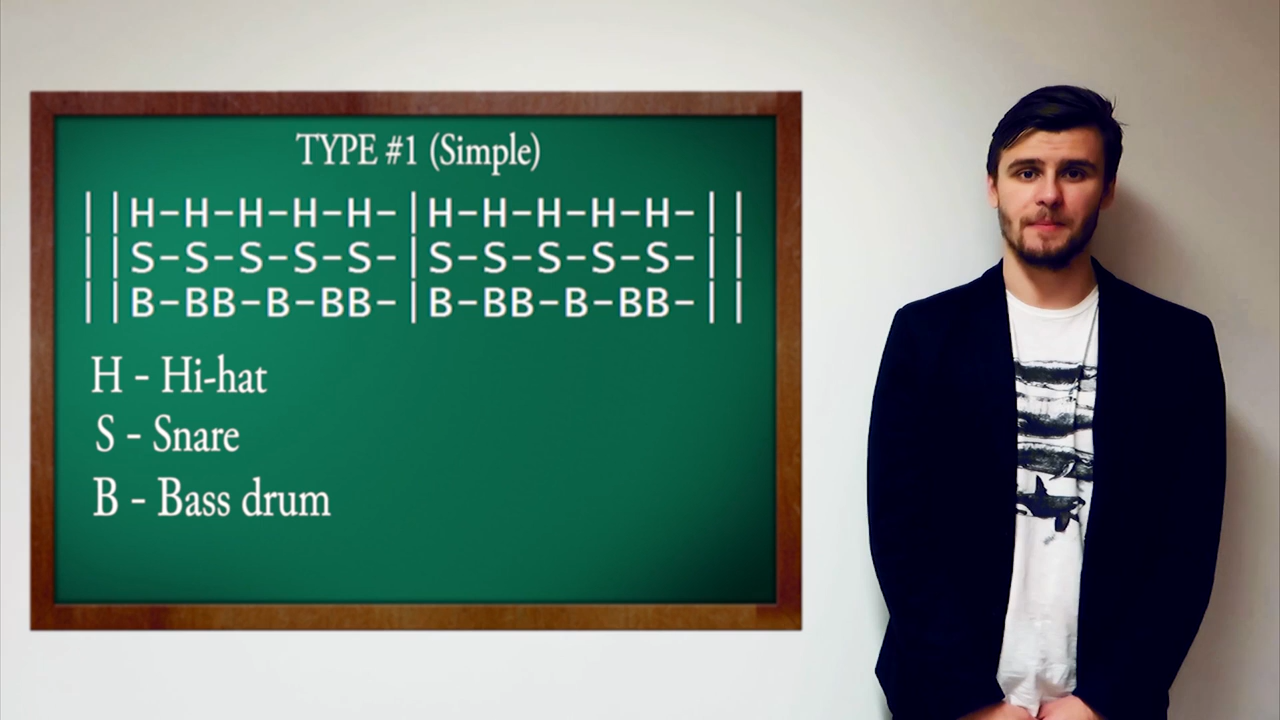 TYPE #1 (Simple)
||H-H-H-H-H-|H-H-H-H-H-||
||S-S-S-S-S-|S-S-S-S-S-||
||B-BB-B-BB-|B-BB-B-BB-||
H - Hi-hat
S - Snare
B - Bass drum